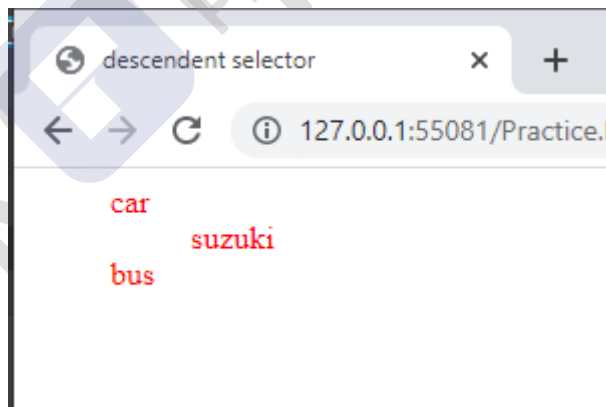 descendent selector
127.0.0.1:55081/Practice.
car
suzuki
bus